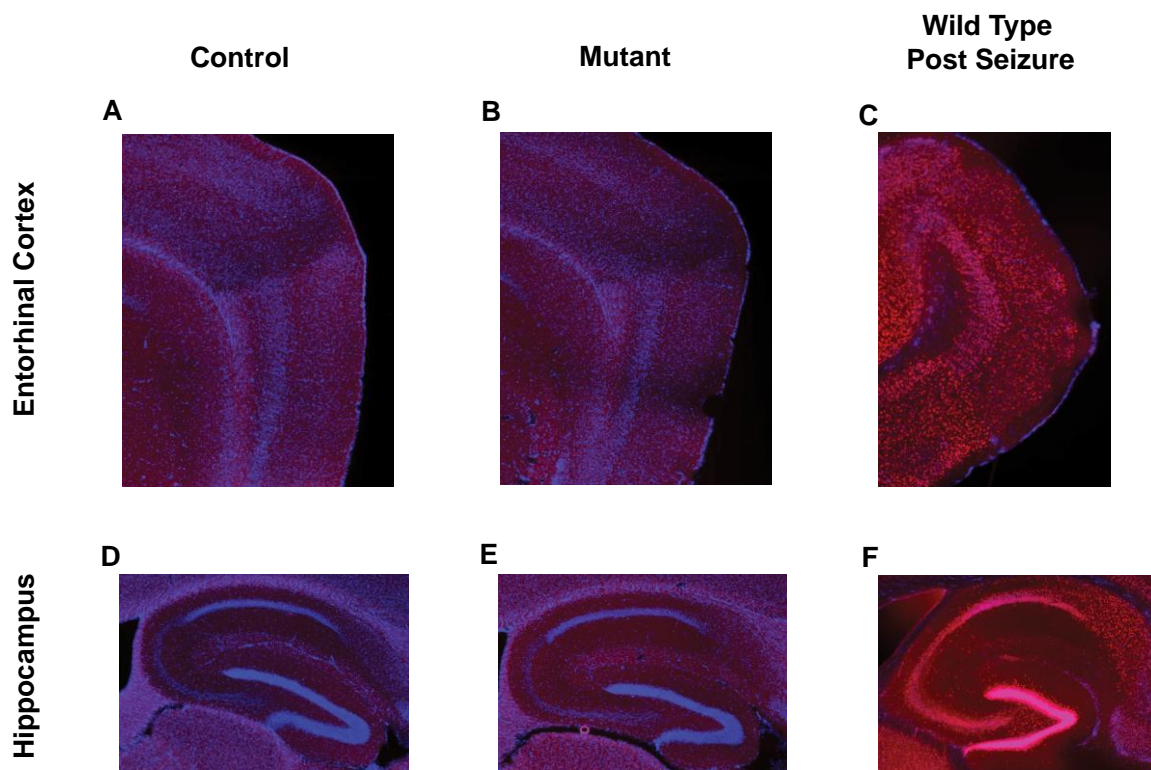 Control
Mutant
Wild Type
Post Seizure
A
B
C
Entorhinal Cortex
D
E
F
Hippocampus